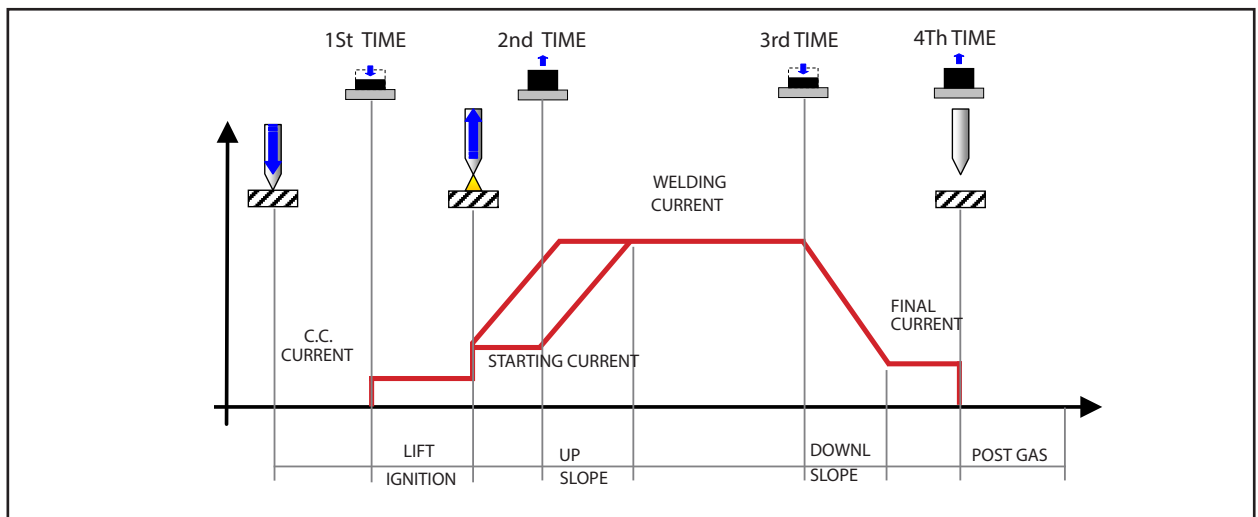 1St TIME
2nd TIME
3rd TIME
4Th TIME
WELDING
CURRENT
C.C.
CURRENT
STARTING CURRENT
FINAL
CURRENT
LIFT
IGNITION
UP
SLOPE
DOWNL
SLOPE
POST GAS